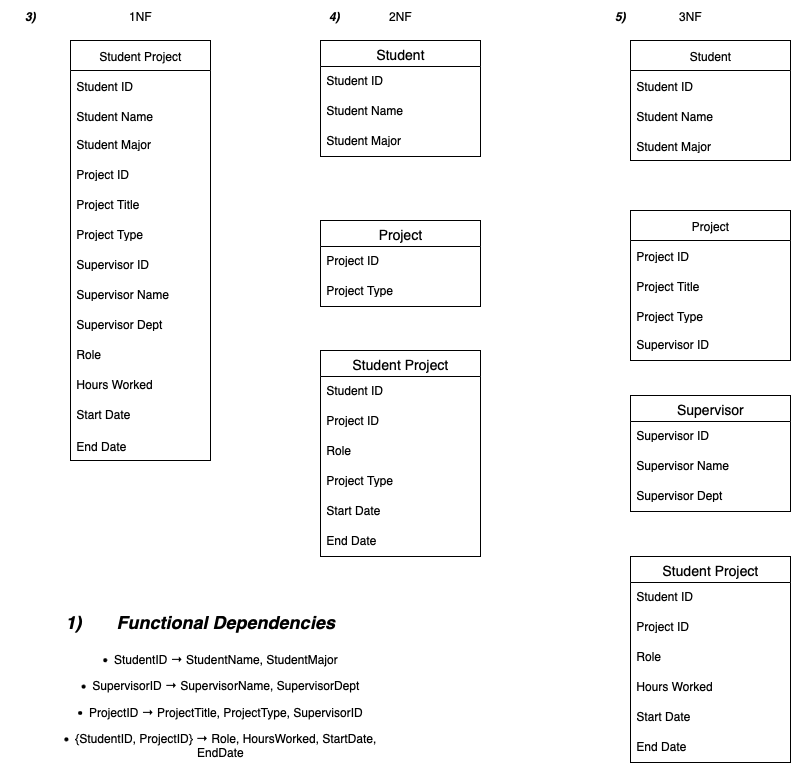 3) 1NF
Student Project
Student ID
Student Name
Student Major
Project ID
Project Title
Project Type
Supervisor ID
Supervisor Name
Supervisor Dept
Role
Hours Worked
Start Date
End Date
4) 2NF
Student
Student ID
Student Name
Student Major
Project
Project ID
Project Type
Student Project
Student ID
Project ID
Role
Project Type
Start Date
End Date
5) 3NF
Student
Student ID
Student Name
Student Major
Project
Project ID
Project Title
Project Type
Supervisor ID
Supervisor
Supervisor ID
Supervisor Name
Supervisor Dept
Student Project
Student ID
Project ID
Role
Hours Worked
Start Date
End Date
1) Functional Dependencies
• StudentID → StudentName, StudentMajor
• SupervisorID → SupervisorName, SupervisorDept
• ProjectID → ProjectTitle, ProjectType, SupervisorID
• {StudentID, ProjectID} → Role, HoursWorked, StartDate,
EndDate